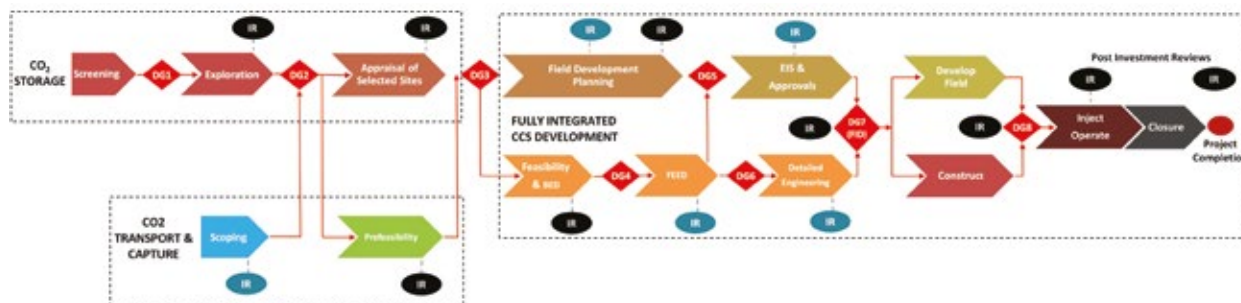 IR
IR
CO2
STORAGE
Screening
DG1
Exploration
DG2
Appraisal of
Selected Sites
DG3
IR
IR
IR
Field Development
Planning
DG5
EIS &
Approvals
FULLY INTEGRATED
CCS DEVELOPMENT
Feasibility
& BED
DG4
FEED
DG6
Detailed
Engineering
IR
IR
IR
IR
DG7
(FID)
Develop
Field
Construct
IR
DG8
Post Investment Reviews
IR
IR
Inject
Operate
Closure
Project
Completion
CO2
TRANSPORT &
CAPTURE
Scoping
Prefeasibility
IR
IR